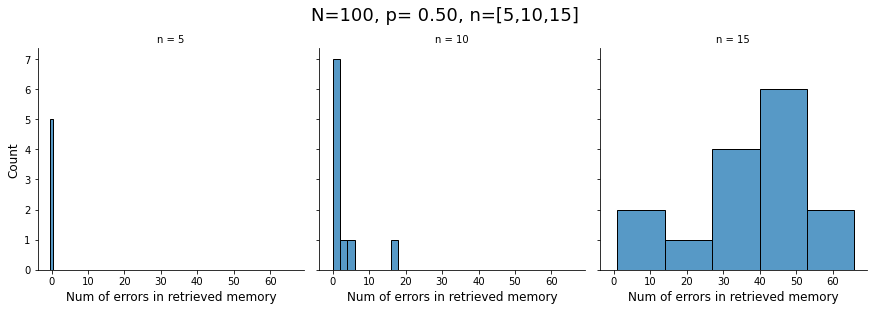 N=100, p= 0.50, n=[5,10,15]
n = 5
n = 10
n = 15
7
6
5
4
3
2
1
0
Count
0 10 20 30 40 50 60
0 10 20 30 40 50 60
0 10 20 30 40 50 60
Num of errors in retrieved memory
Num of errors in retrieved memory
Num of errors in retrieved memory